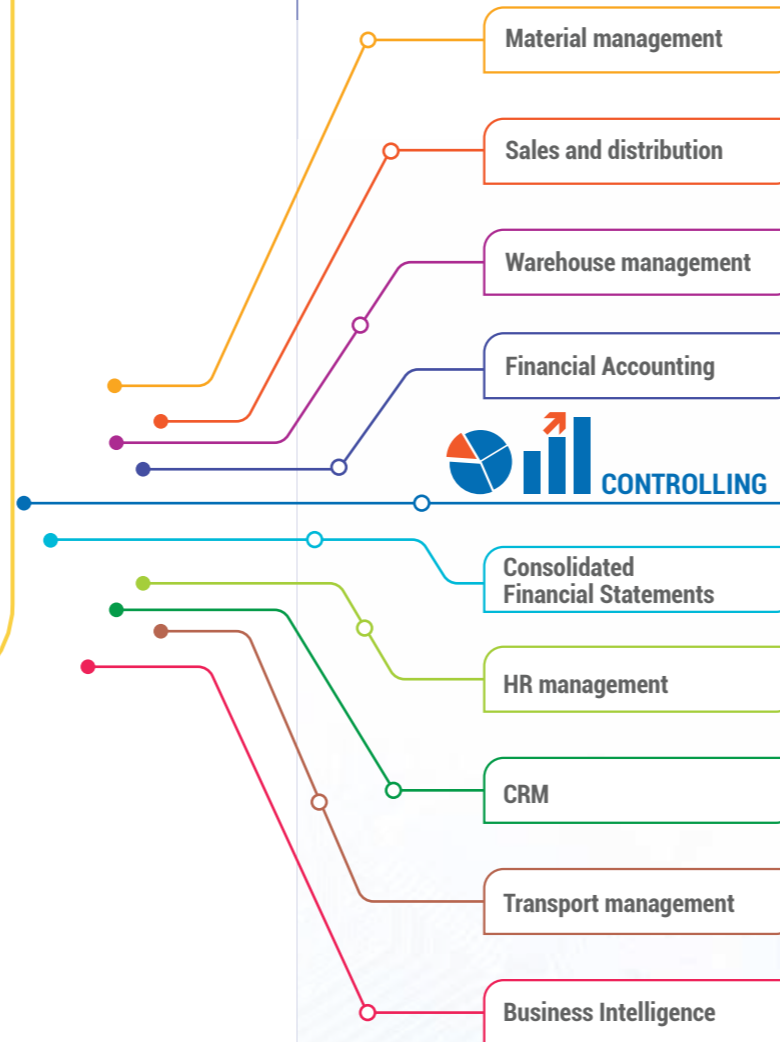 Material management
Sales and distribution
Warehouse management
Financial Accounting
CONTROLLING
Consolidated
Financial Statements
HR management
CRM
Transport management
Business Intelligence